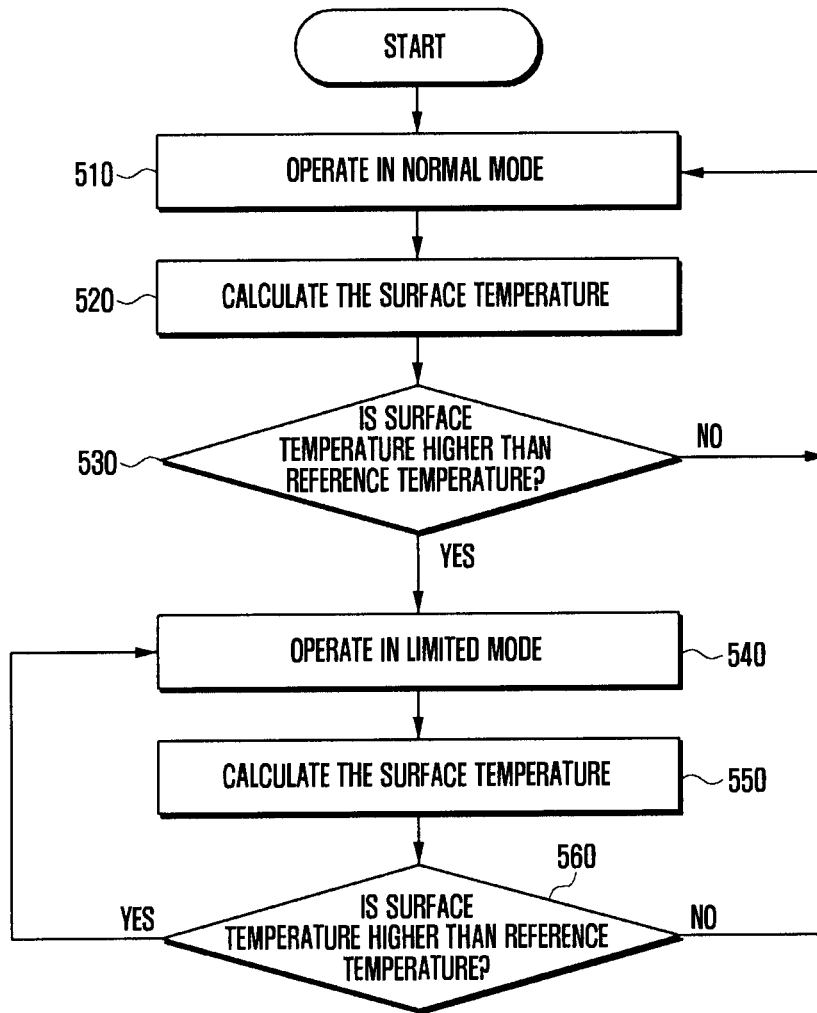 START
510
OPERATE IN NORMAL MODE
520
CALCULATE THE SURFACE TEMPERATURE
530
IS SURFACE
TEMPERATURE HIGHER THAN
REFERENCE TEMPERATURE?
NO
YES
OPERATE IN LIMITED MODE
540
CALCULATE THE SURFACE TEMPERATURE
550
560
YES
IS SURFACE
TEMPERATURE HIGHER THAN REFERENCE
TEMPERATURE?
NO